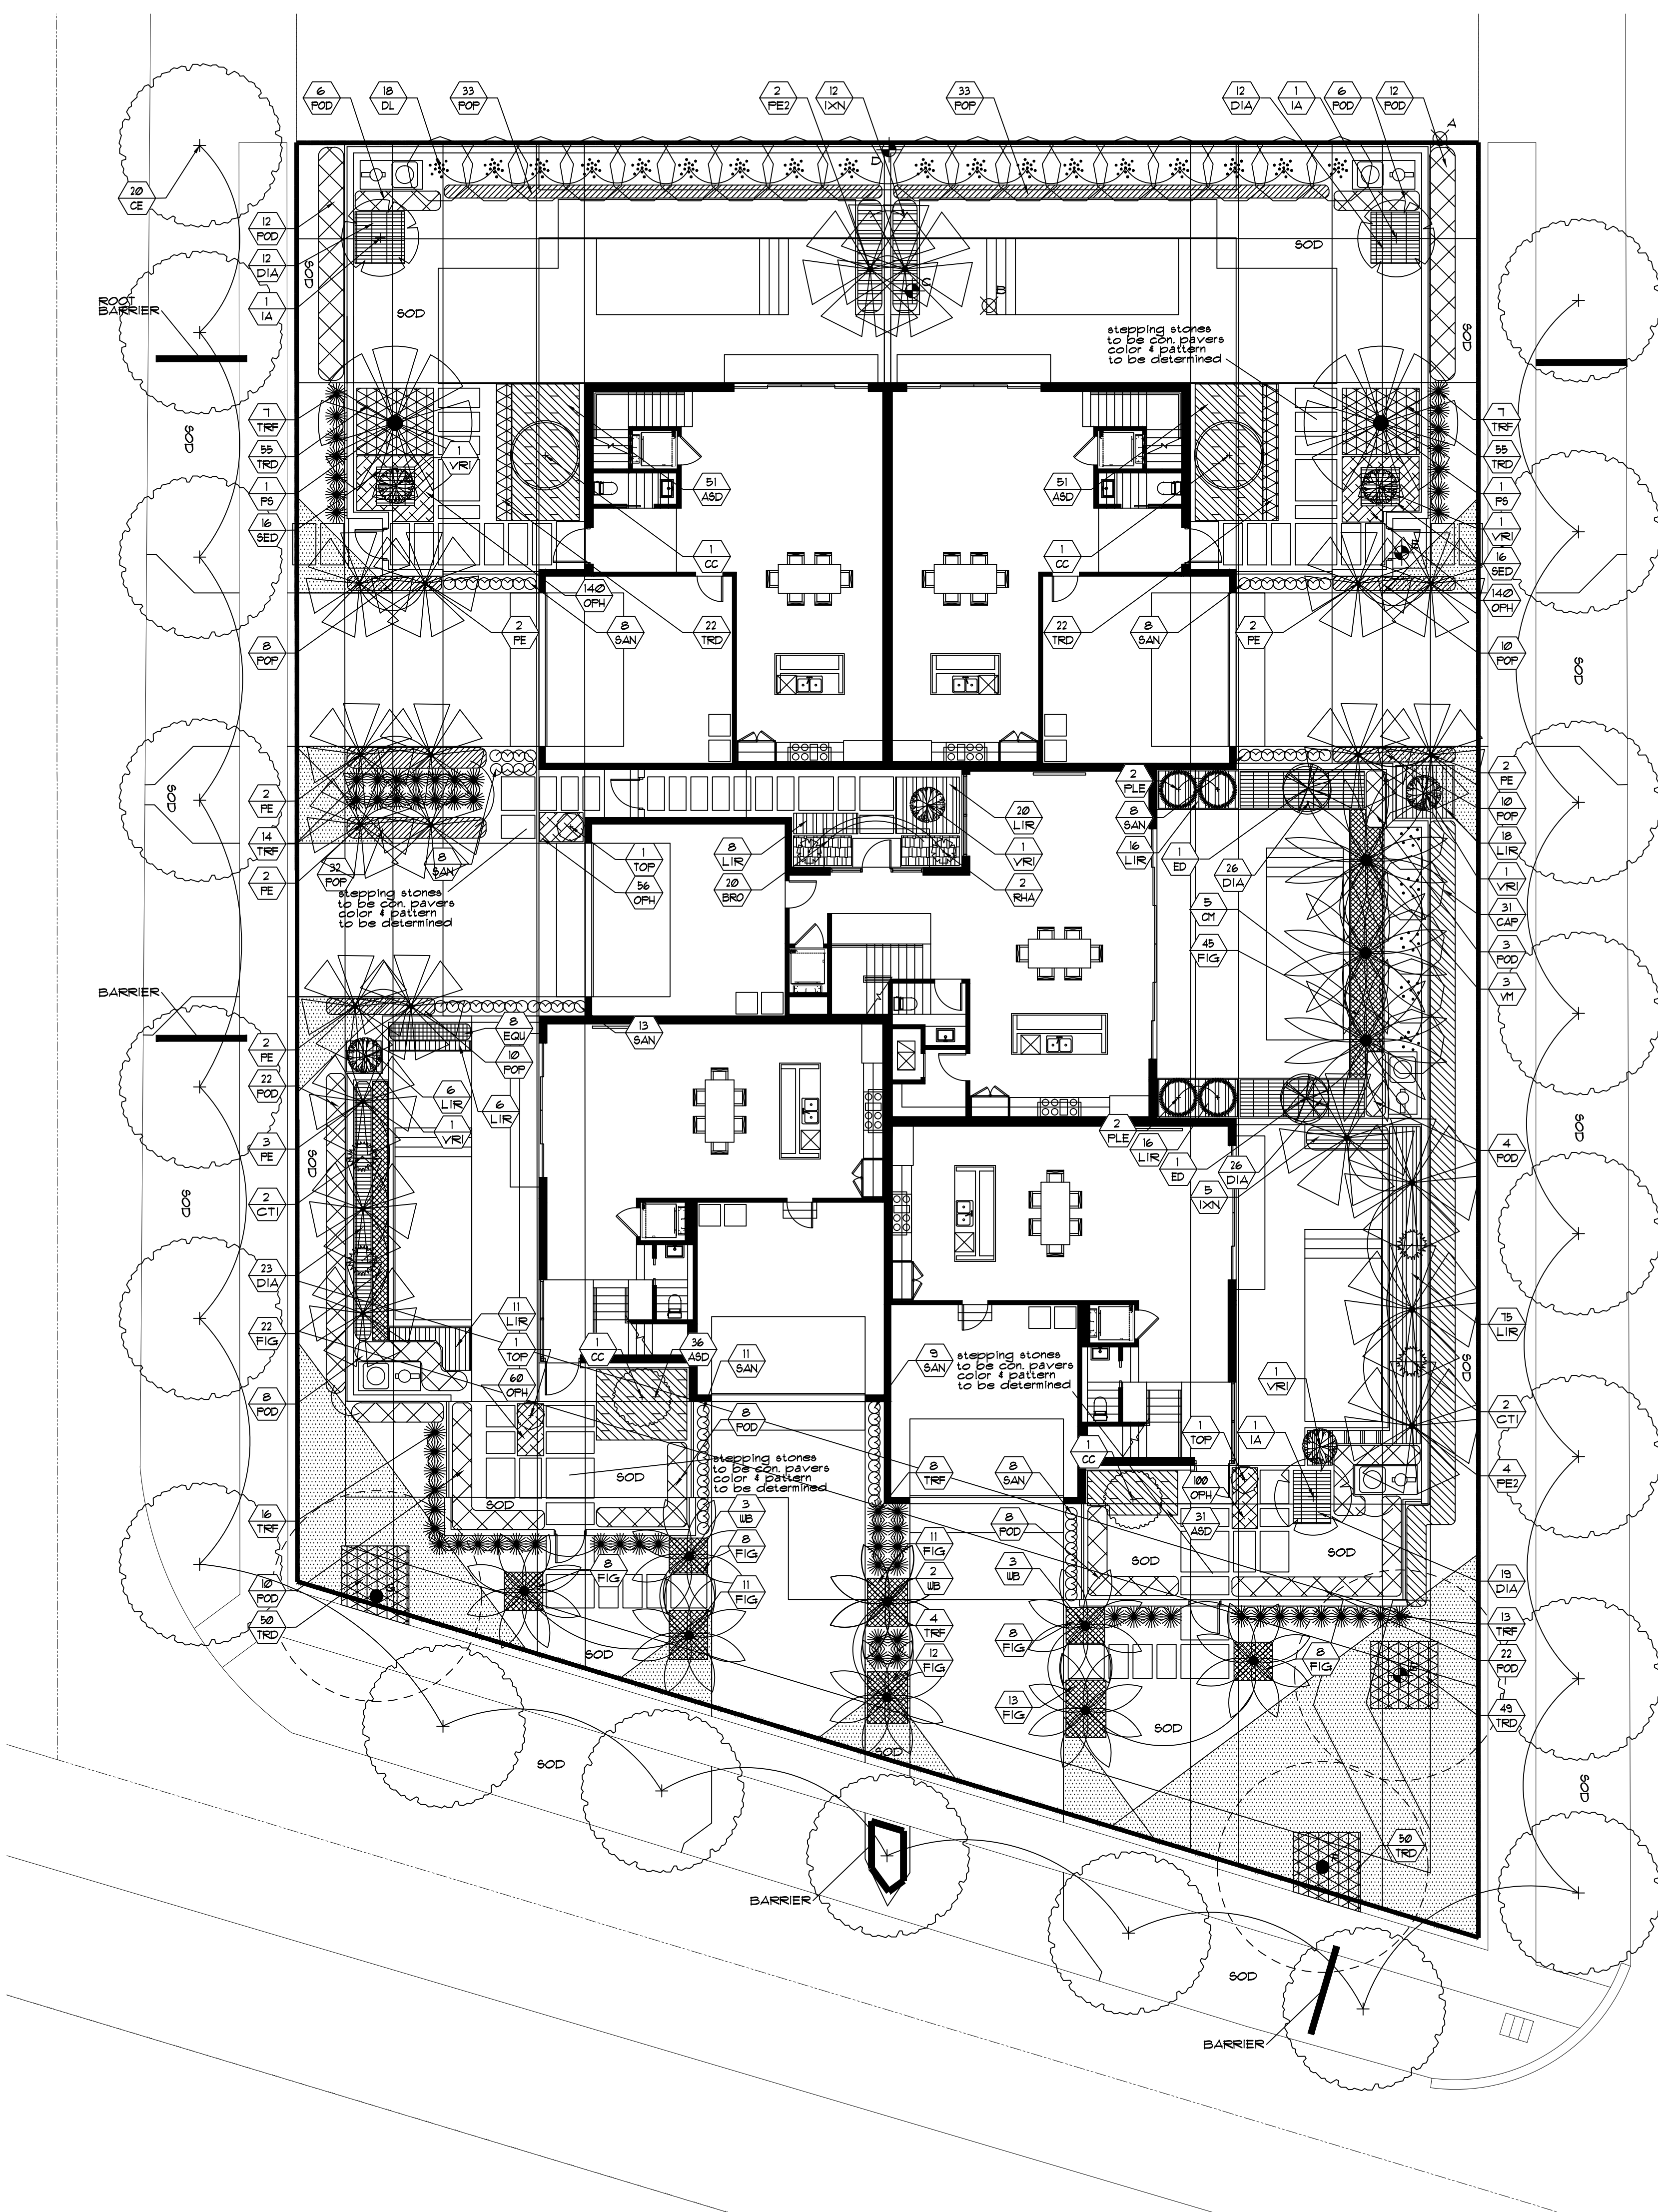 6
POD
18
DL
33
POP
2
PE2
12
IXN
33
POP
12
DIA
1
IA
6
POD
12
POD
A
D
20
CE
12
POD
12
DIA
1
IA
SOD
SOD
SOD
SOD
C
B
ROOT
BARRIER
stepping stones
to be con. pavers
color & pattern
to be determined
SOD
7
TRF
55
TRD
1
PS
16
SED
1
VRI
51
ASD
51
ASD
7
TRF
55
TRD
1
PS
1
VRI
16
SED
140
OPH
1
CC
1
CC
140
OPH
8
POP
2
PE
8
SAN
22
TRD
22
TRD
8
SAN
2
PE
10
POP
SOD
SOD
2
PE
14
TRF
2
PE
32
POP
8
SAN
stepping stones
to be con. pavers
color & pattern
to be determined
1
TOP
56
OPH
8
LIR
20
BRO
20
LIR
1
VRI
2
RHA
2
PLE
8
SAN
16
LIR
1
ED
26
DIA
5
CM
45
FIG
2
PE
10
POP
18
LIR
1
VRI
31
CAP
3
POD
3
VM
BARRIER
2
PE
22
POD
3
PE
2
CT1
23
DIA
22
FIG
8
POD
8
EQU
10
POP
13
SAN
6
LIR
6
LIR
1
VRI
SOD
SOD
2
PLE
16
LIR
1
ED
26
DIA
5
IXN
4
POD
SOD
75
LIR
2
CT1
4
PE2
SOD
11
LIR
1
TOP
60
OPH
1
CC
36
ASD
11
SAN
9
SAN
stepping stones
to be con. pavers
color & pattern
to be determined
1
VRI
8
POD
stepping stones
to be con. pavers
color & pattern
to be determined
1
CC
1
TOP
1
IA
100
OPH
31
ASD
8
TRF
8
SAN
SOD
SOD
16
TRF
10
POD
50
TRD
3
WB
8
FIG
8
FIG
11
FIG
11
FIG
2
WB
4
TRF
12
FIG
8
POD
3
WB
8
FIG
13
FIG
8
FIG
SOD
SOD
SOD
SOD
SOD
19
DIA
13
TRF
22
POD
49
TRD
50
TRD
SOD
SOD
BARRIER
SOD
BARRIER